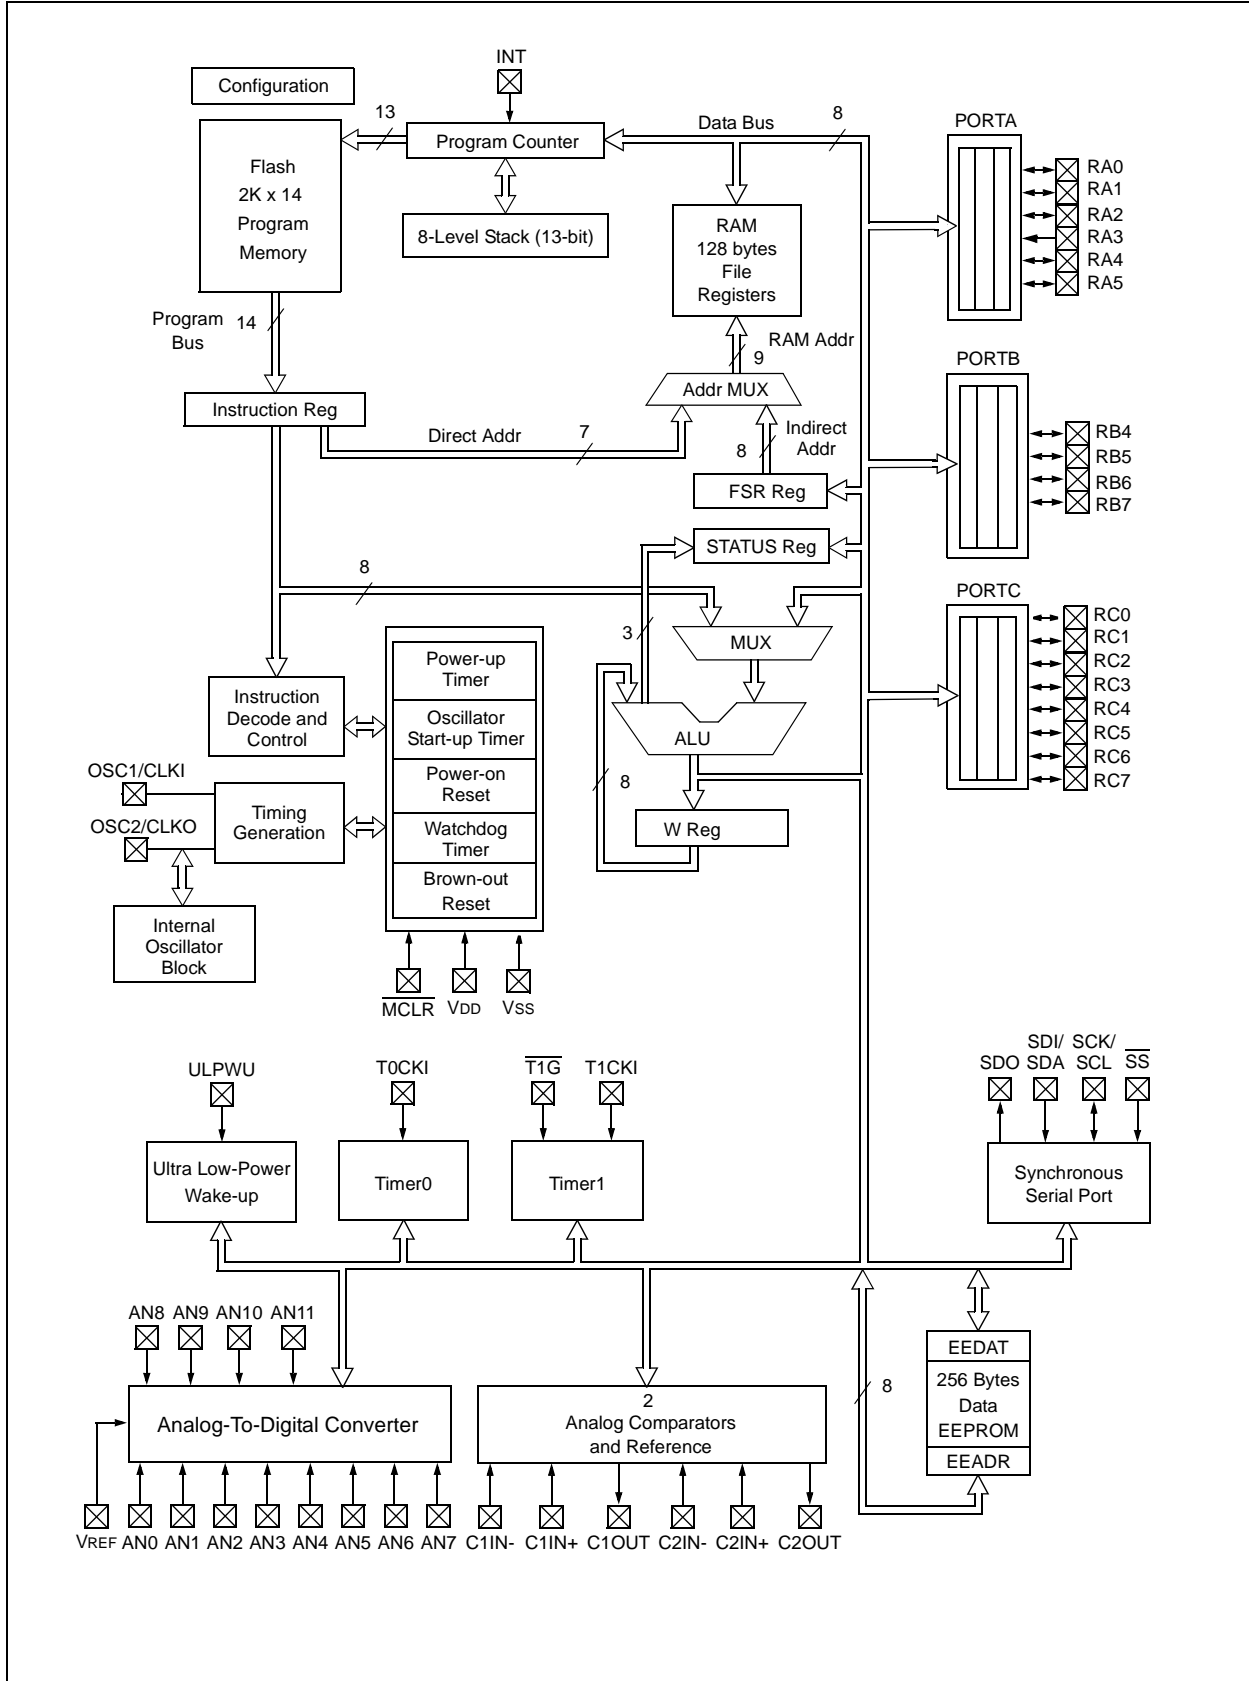 INT
Configuration
13
Program Counter
Data Bus
8
PORTA
Flash
2K x 14
Program
Memory
8-Level Stack (13-bit)
RAM
128 bytes
File
Registers
RA0
RA1
RA2
RA3
RA4
RA5
Program
Bus
14
RAM Addr
9
PORTB
Addr MUX
Instruction Reg
Direct Addr
7
Indirect
Addr
8
FSR Reg
RB4
RB5
RB6
RB7
STATUS Reg
8
3
MUX
PORTC
RC0
RC1
RC2
RC3
RC4
RC5
RC6
RC7
Power-up
Timer
Oscillator
Start-up Timer
Power-on
Reset
Watchdog
Timer
Brown-out
Reset
Instruction
Decode and
Control
ALU
8
W Reg
OSC1/CLKI
OSC2/CLKO
Timing
Generation
Internal
Oscillator
Block
MCLR
VDD
VSS
ULPWU
T0CKI
T1G
T1CKI
SDO
SDI/
SDA
SCK/
SCL
SS
Ultra Low-Power
Wake-up
Timer0
Timer1
Synchronous
Serial Port
AN8
AN9
AN10
AN11
Analog-To-Digital Converter
2
Analog Comparators
and Reference
8
EEDAT
256 Bytes
Data
EEPROM
EEADR
VREF
AN0
AN1
AN2
AN3
AN4
AN5
AN6
AN7
C1IN-
C1IN+
C1OUT
C2IN-
C2IN+
C2OUT